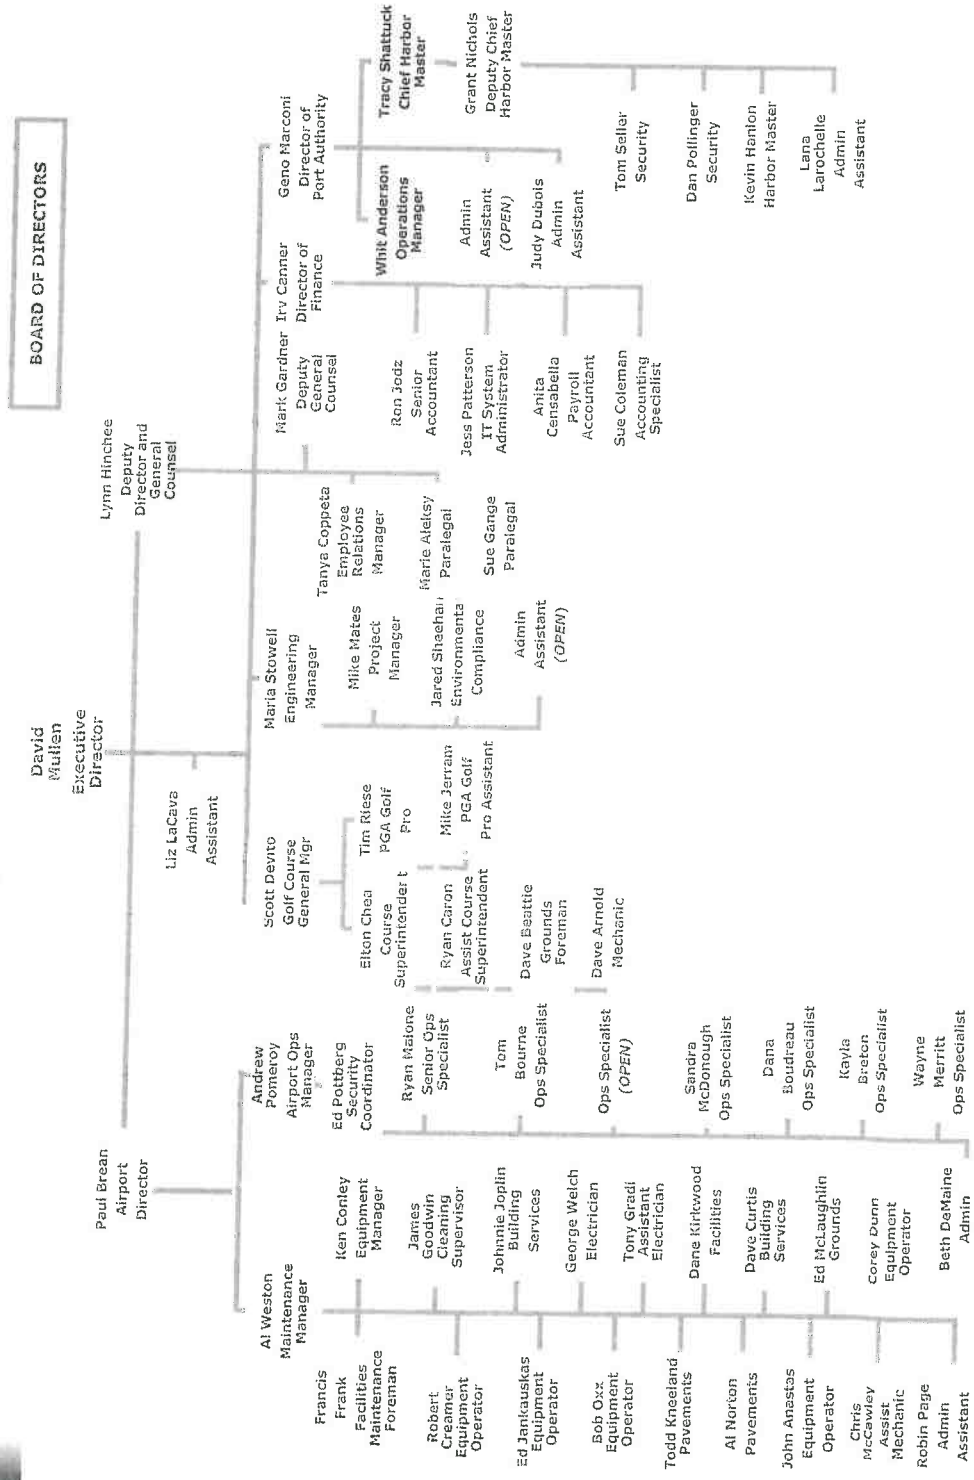 BOARD OF DIRECTORS
David
Mullen
Executive
Director
Lynn Hinchee
Deputy
Director and
General
Counsel
Paul Brean
Airport
Director
Liz LaCava
Admin
Assistant
Al Weston
Maintenance
Manager
Andrew
Pomeroy
Airport Ops
Manager
Scott Devito
Golf Course
General Mgr
Maria Stowell
Engineering
Manager
Mark Gardner
Deputy
General
Counsel
Irv Canner
Director of
Finance
Geno Marconi
Director of
Port Authority
Francis
Frank
Facilities
Maintenance
Foreman
Robert
Creamer
Equipment
Operator
Ed Jankauskas
Equipment
Operator
Bob Oxx
Equipment
Operator
Todd Kneeland
Pavements
Al Norton
Pavements
John Anastas
Equipment
Operator
Chris
McCawley
Assist
Mechanic
Robin Page
Admin
Assistant
Ken Conley
Equipment
Manager
James
Goodwin
Cleaning
Supervisor
Johnnie Joplin
Building
Services
George Welch
Electrician
Tony Gradi
Assistant
Electrician
Dane Kirkwood
Facilities
Dave Curtis
Building
Services
Ed McLaughlin
Grounds
Corey Dunn
Equipment
Operator
Beth DeMaine
Admin
Ed Pottberg
Security
Coordinator
Ryan Malone
Senior Ops
Specialist
Tom
Bourne
Ops Specialist
Ops Specialist
(OPEN)
Sandra
McDonough
Ops Specialist
Dana
Boudreau
Ops Specialist
Kayla
Breton
Ops Specialist
Wayne
Merritt
Ops Specialist
Elton Chea
Course
Superintendent
Ryan Caron
Assist Course
Superintendent
Dave Beattie
Grounds
Foreman
Dave Arnold
Mechanic
Tim Riese
PGA Golf
Pro
Mike Jerram
PGA Golf
Pro Assistant
Mike Mates
Project
Manager
Jared Sheehan
Environmenta
Compliance
Admin
Assistant
(OPEN)
Tanya Coppeta
Employee
Relations
Manager
Marie Aleksy
Paralegal
Sue Gange
Paralegal
Ron Jodz
Senior
Accountant
Jess Patterson
IT System
Administrator
Anita
Censabella
Payroll
Accountant
Sue Coleman
Accounting
Specialist
Whit Anderson
Operations
Manager
Admin
Assistant
(OPEN)
Judy Dubois
Admin
Assistant
Tracy Shattuck
Chief Harbor
Master
Grant Nichols
Deputy Chief
Harbor Master
Tom Seller
Security
Dan Pollinger
Security
Kevin Hanlon
Harbor Master
Lana
Larochelle
Admin
Assistant